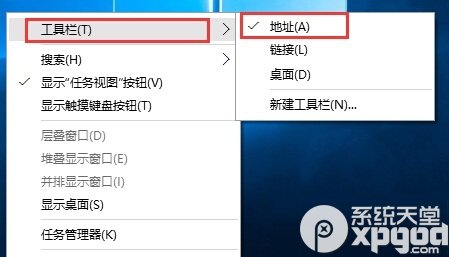 工具栏(T)
搜索(H)
显示“任务视图”按钮(V)
显示触摸键盘按钮(T)
层叠窗口(D)
堆叠显示窗口(E)
并排显示窗口(I)
显示桌面(S)
任务管理器(K)
地址(A)
链接(L)
桌面(D)
新建工具栏(N)...
系统天堂
xpgod.com